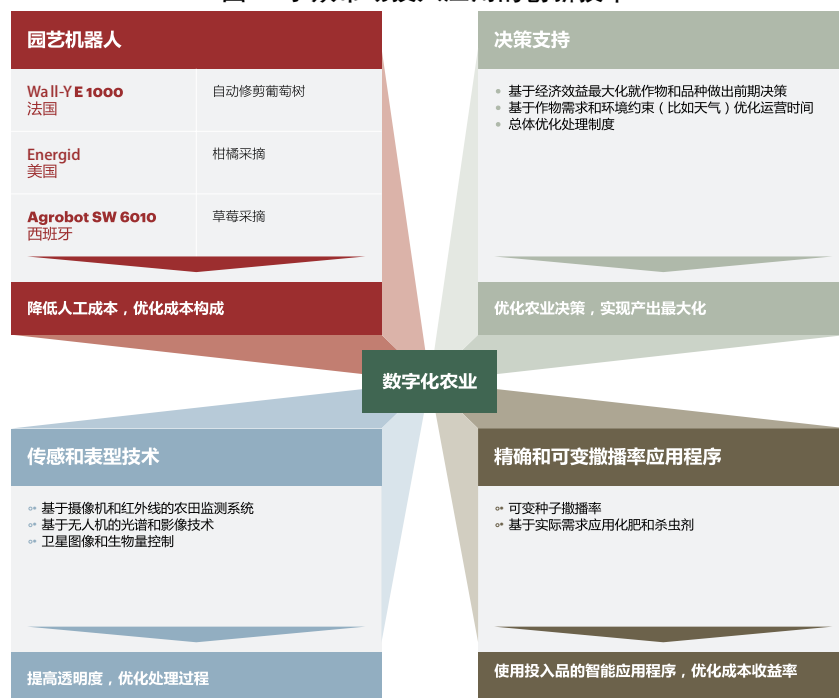 园艺机器人
Wall-Y E 1000
法国
自动修剪葡萄树
Energid
美国
柑橘采摘
Agrobot SW 6010
西班牙
草莓采摘
降低人工成本，优化成本构成
决策支持
基于经济效益最大化就作物和品种做出前期决策
基于作物需求和环境约束（比如天气）优化运营时间
总体优化处理制度
优化农业决策，实现产出最大化
数字化农业
传感和表型技术
基于摄像机和红外线的农田监测系统
基于无人机的光谱和影像技术
卫星图像和生物量控制
提高透明度，优化处理过程
精确和可变撒播率应用程序
可变种子撒播率
基于实际需求应用化肥和杀虫剂
使用投入品的智能应用程序，优化成本收益率